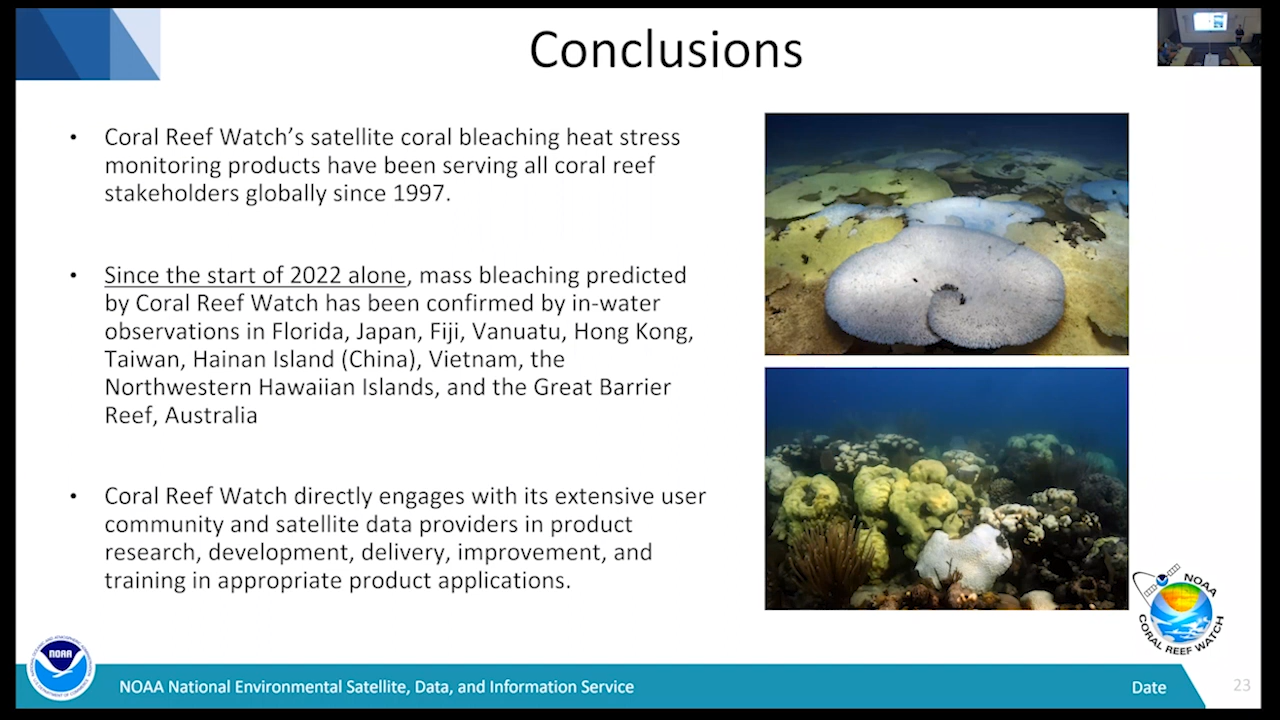 Conclusions
• Coral Reef Watch’s satellite coral bleaching heat stress
monitoring products have been serving all coral reef
stakeholders globally since 1997.
• Since the start of 2022 alone, mass bleaching predicted
by Coral Reef Watch has been confirmed by in-water
observations in Florida, Japan, Fiji, Vanuatu, Hong Kong,
Taiwan, Hainan Island (China), Vietnam, the
Northwestern Hawaiian Islands, and the Great Barrier
Reef, Australia
• Coral Reef Watch directly engages with its extensive user
community and satellite data providers in product
research, development, delivery, improvement, and
training in appropriate product applications.
NOAA
CORAL REEF WATCH
NOAA
NOAA National Environmental Satellite, Data, and Information Service
Date
23